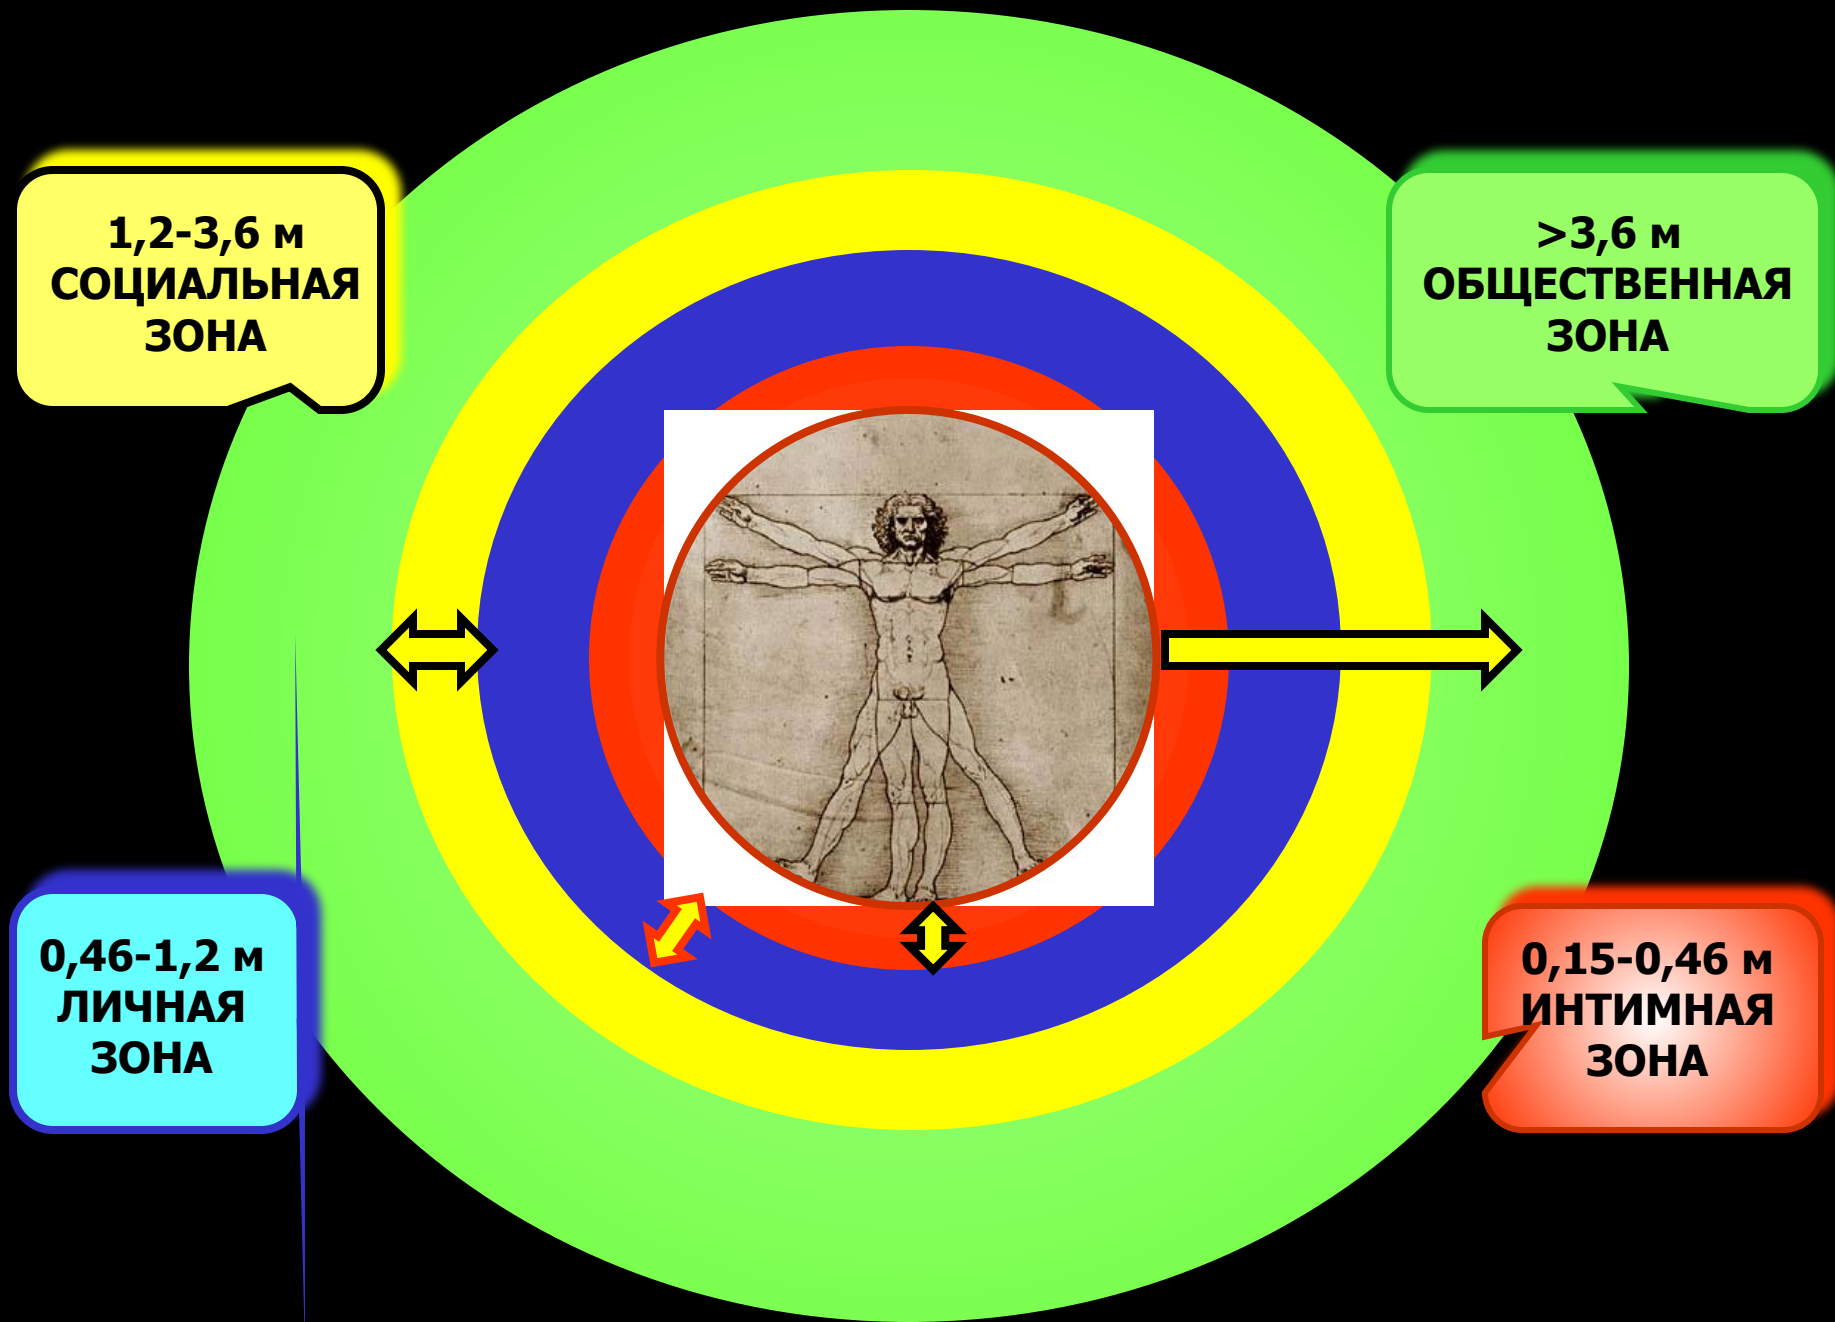 1,2-3,6 м
СОЦИАЛЬНАЯ
ЗОНА
>3,6 м
ОБЩЕСТВЕННАЯ
ЗОНА
0,46-1,2 м
ЛИЧНАЯ
ЗОНА
0,15-0,46 м
ИНТИМНАЯ
ЗОНА